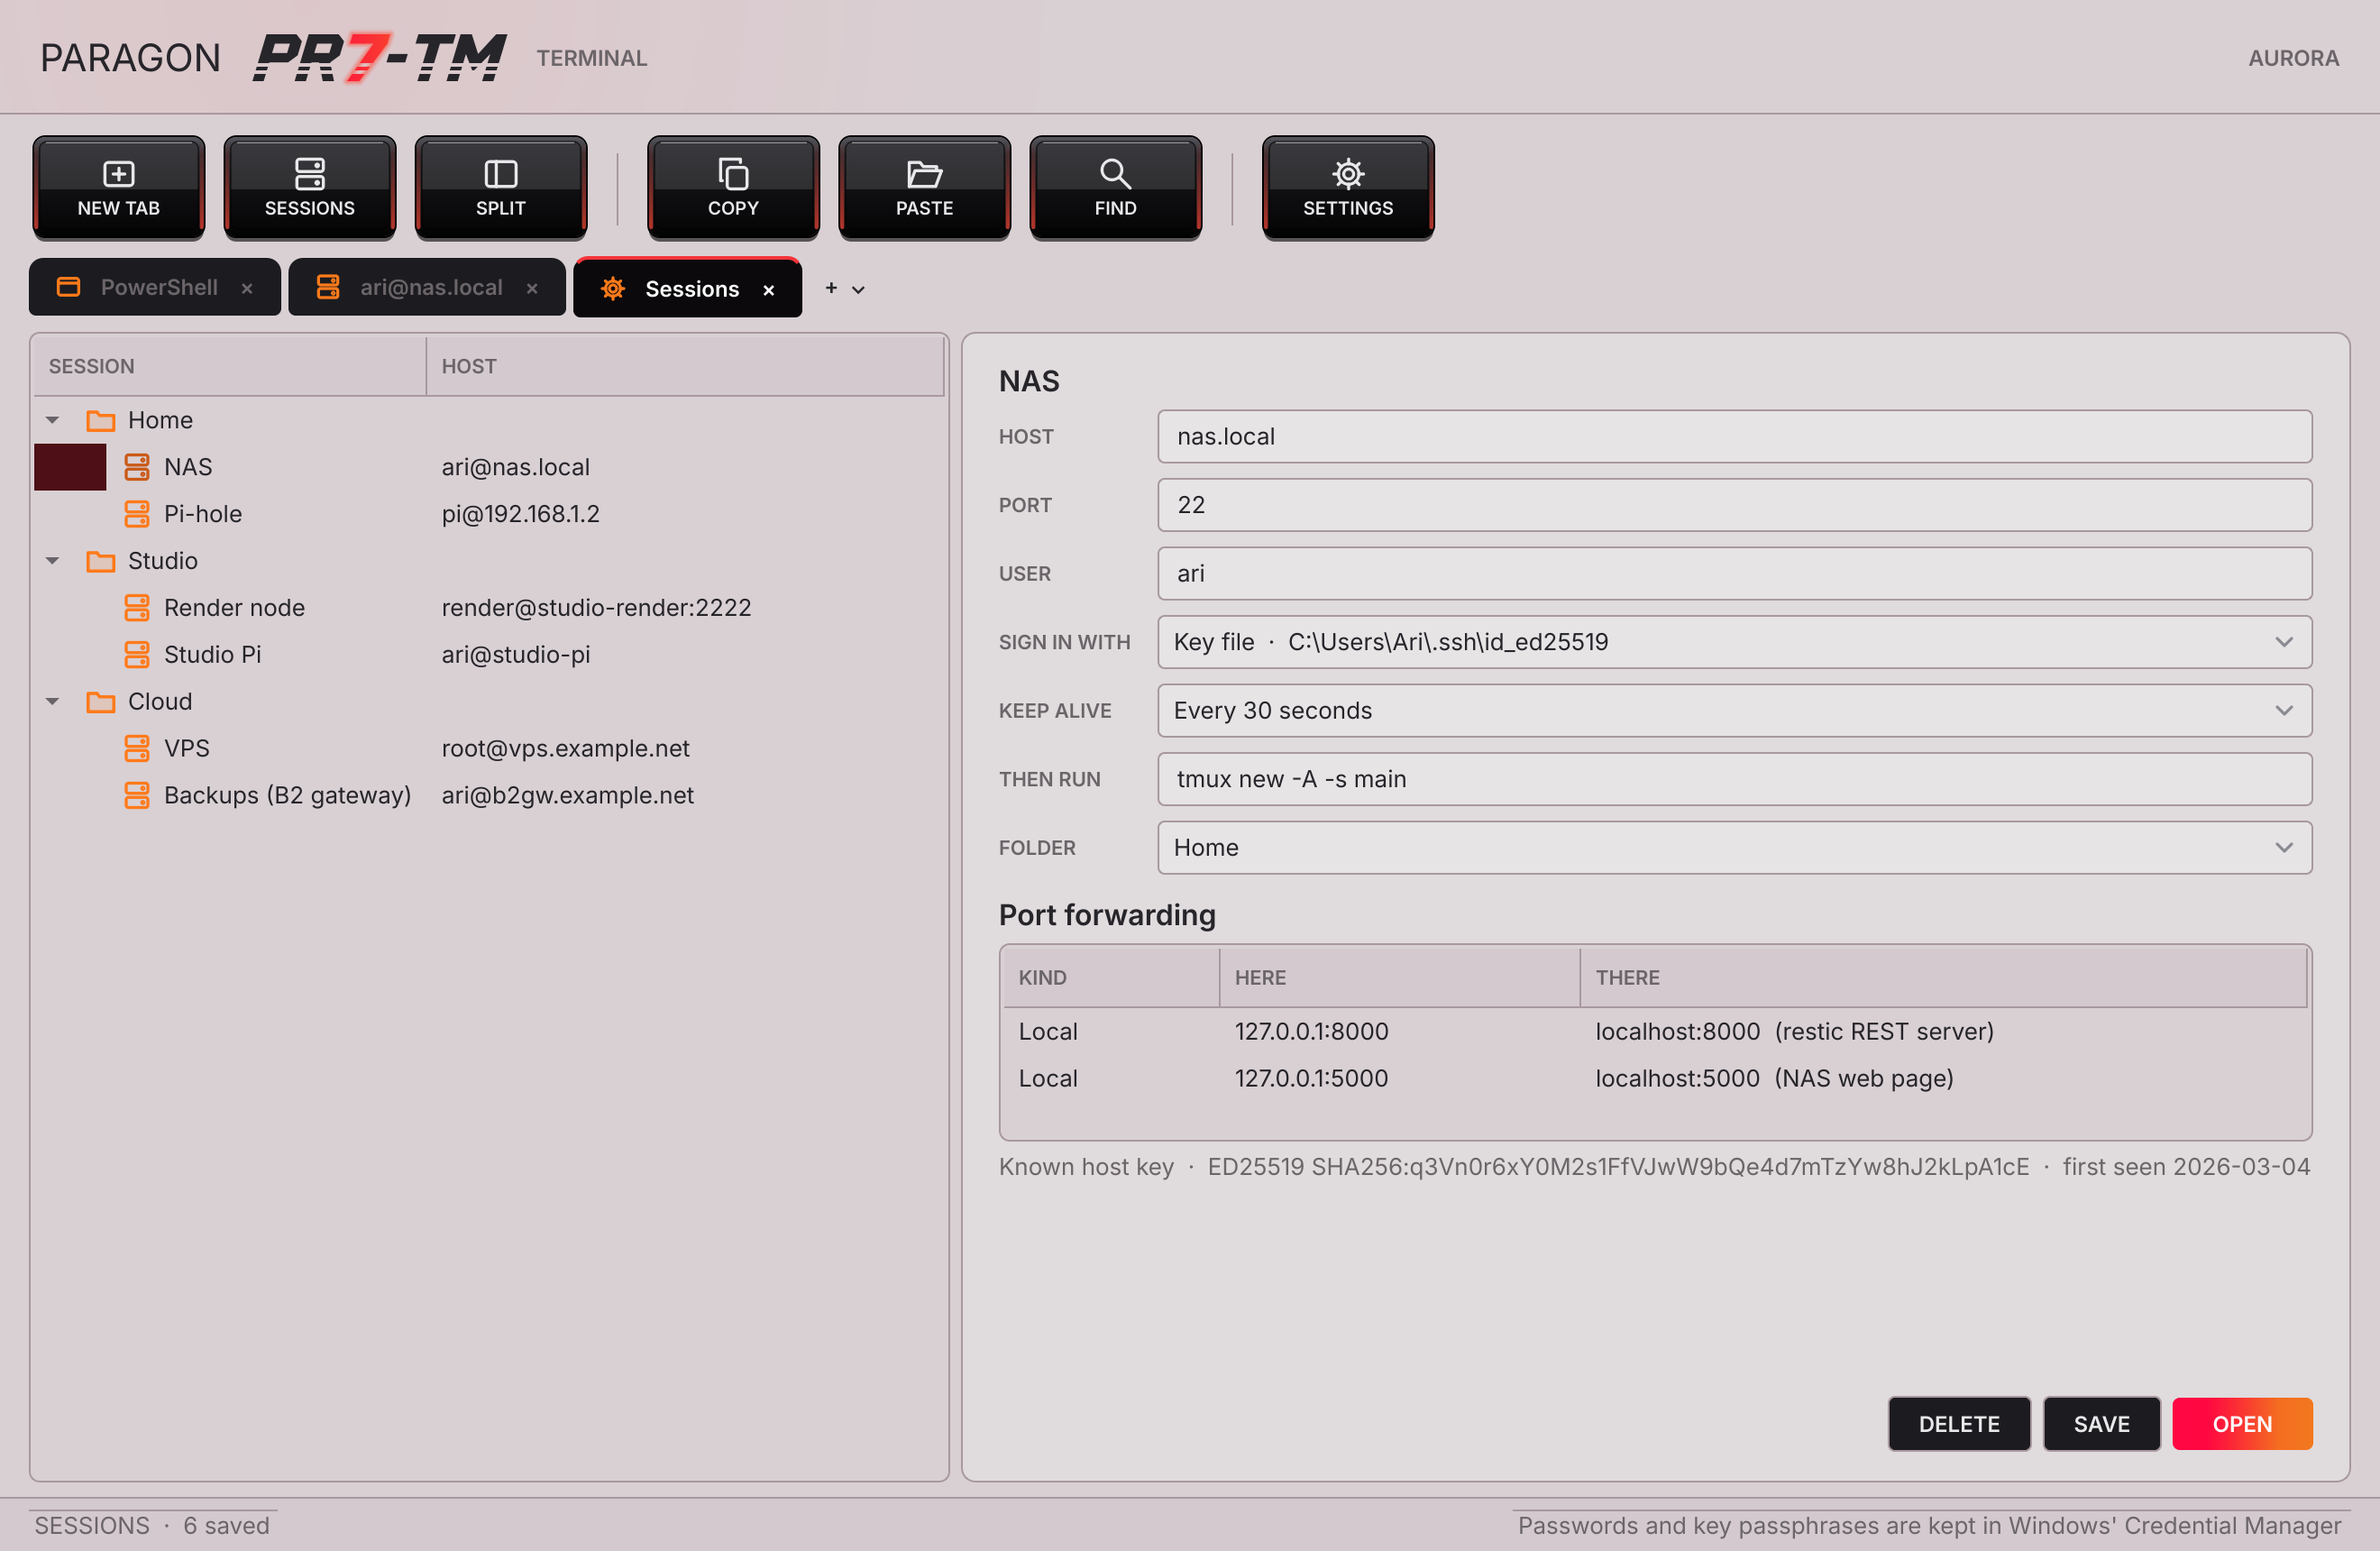 PARAGON PR7-TM TERMINAL AURORA
NEW TAB SESSIONS SPLIT COPY PASTE FIND SETTINGS
PowerShell × ari@nas.local × Sessions × +
SESSION HOST
Home
NAS ari@nas.local
Pi-hole pi@192.168.1.2
Studio
Render node render@studio-render:2222
Studio Pi ari@studio-pi
Cloud
VPS root@vps.example.net
Backups (B2 gateway) ari@b2gw.example.net
NAS
HOST nas.local
PORT 22
USER ari
SIGN IN WITH Key file · C:\Users\Ari\.ssh\id_ed25519
KEEP ALIVE Every 30 seconds
THEN RUN tmux new -A -s main
FOLDER Home
Port forwarding
KIND HERE THERE
Local 127.0.0.1:8000 localhost:8000 (restic REST server)
Local 127.0.0.1:5000 localhost:5000 (NAS web page)
Known host key · ED25519 SHA256:q3Vn0r6xY0M2s1FfVJwW9bQe4d7mTzYw8hJ2kLpA1cE · first seen 2026-03-04
DELETE SAVE OPEN
SESSIONS · 6 saved
Passwords and key passphrases are kept in Windows' Credential Manager